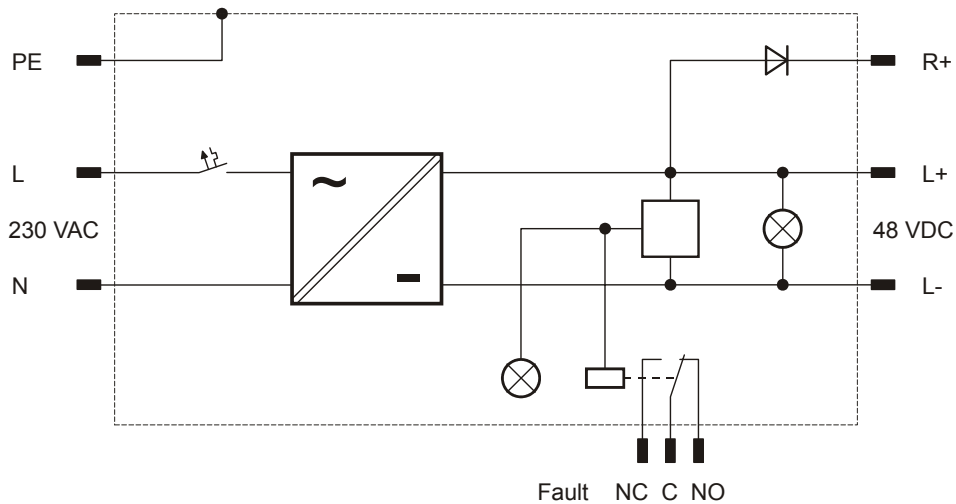 PE
R+
L
L+
230 VAC
48 VDC
N
L-
Fault NC C NO